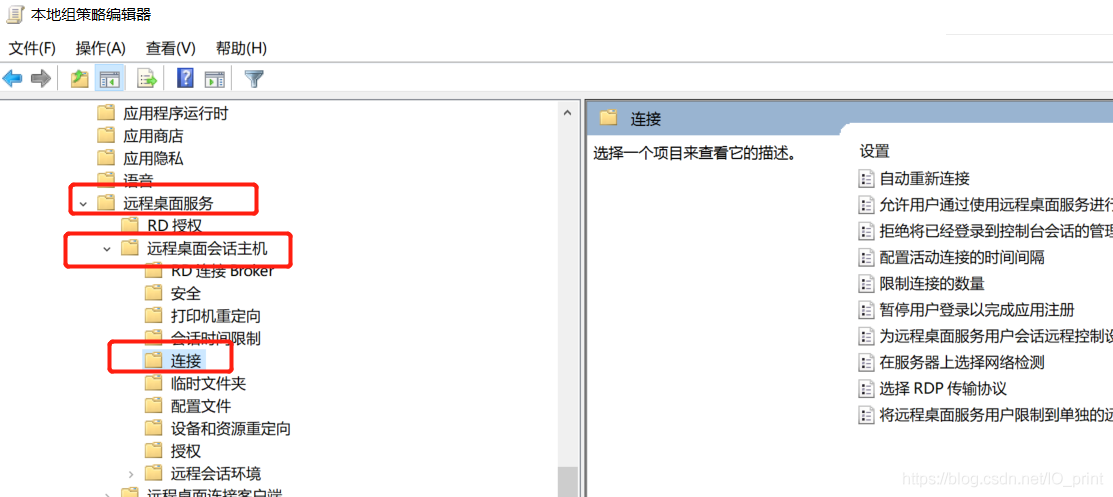 本地组策略编辑器
文件(F) 操作(A) 查看(V) 帮助(H)
应用程序运行时
应用商店
应用隐私
语音
远程桌面服务
RD 授权
远程桌面会话主机
RD 连接 Broker
安全
打印机重定向
会话时间限制
连接
临时文件夹
配置文件
设备和资源重定向
授权
远程会话环境
远程桌面连接客户端
连接
选择一个项目来查看它的描述。
设置
自动重新连接
允许用户通过使用远程桌面服务进行
拒绝将已经登录到控制台会话的管理
配置活动连接的时间间隔
限制连接的数量
暂停用户登录以完成应用注册
为远程桌面服务用户会话远程控制设
在服务器上选择网络检测
选择 RDP 传输协议
将远程桌面服务用户限制到单独的远
https://blog.csdn.net/IO_print